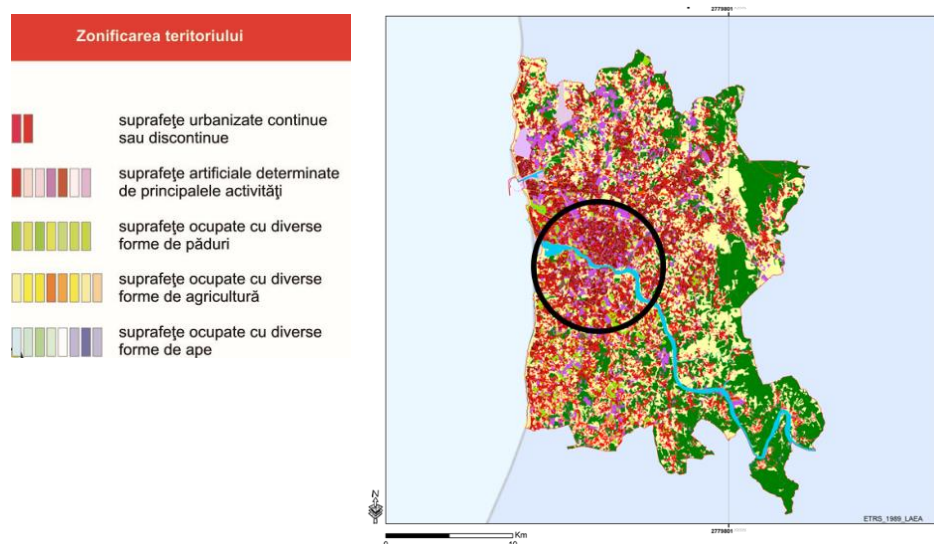 Zonificarea teritoriului
suprafeţe urbanizate continue
sau discontinue
suprafeţe artificiale determinate
de principalele activităţi
suprafeţe ocupate cu diverse
forme de păduri
suprafeţe ocupate cu diverse
forme de agricultură
suprafeţe ocupate cu diverse
forme de ape
2779801
N
Km
0
10
2779801
ETRS_1989_LAEA